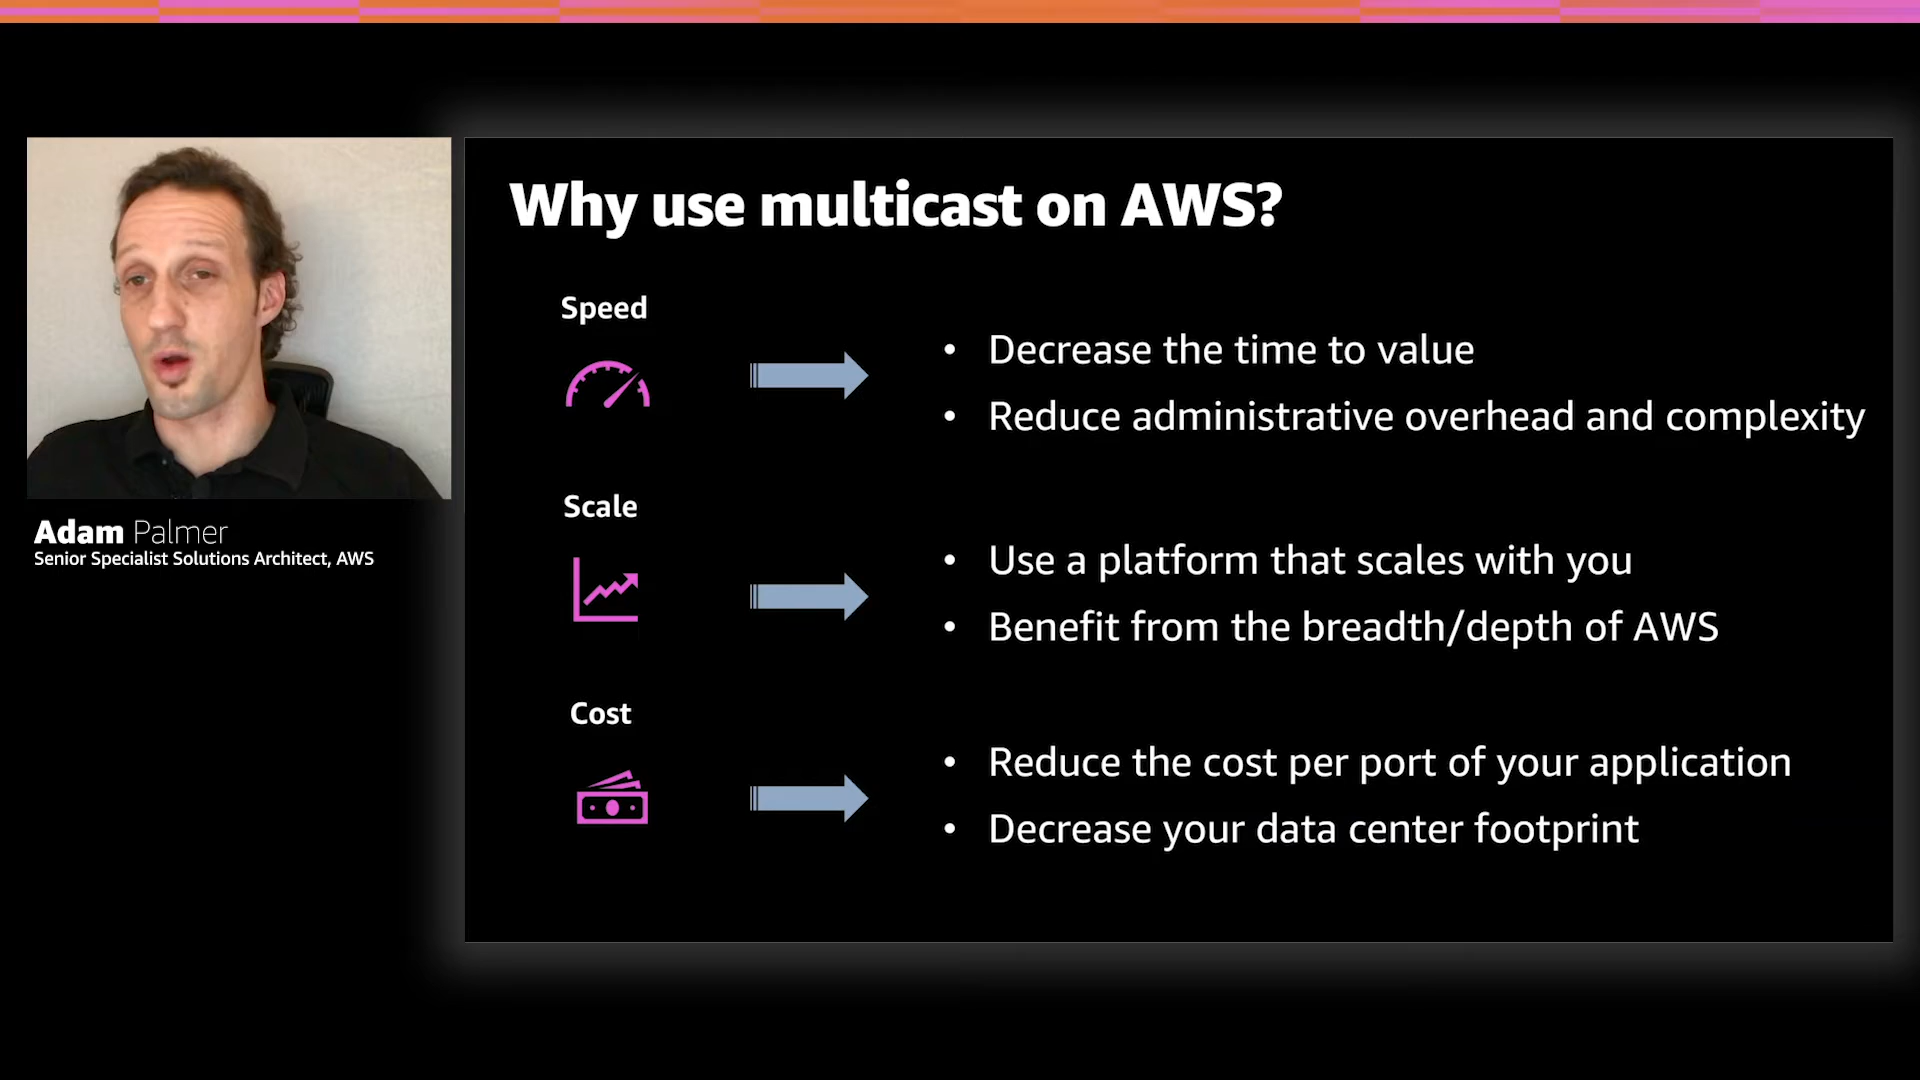 Why use multicast on AWS?
Speed
• Decrease the time to value
• Reduce administrative overhead and complexity
Scale
• Use a platform that scales with you
• Benefit from the breadth/depth of AWS
Cost
• Reduce the cost per port of your application
• Decrease your data center footprint
Adam Palmer
Senior Specialist Solutions Architect, AWS